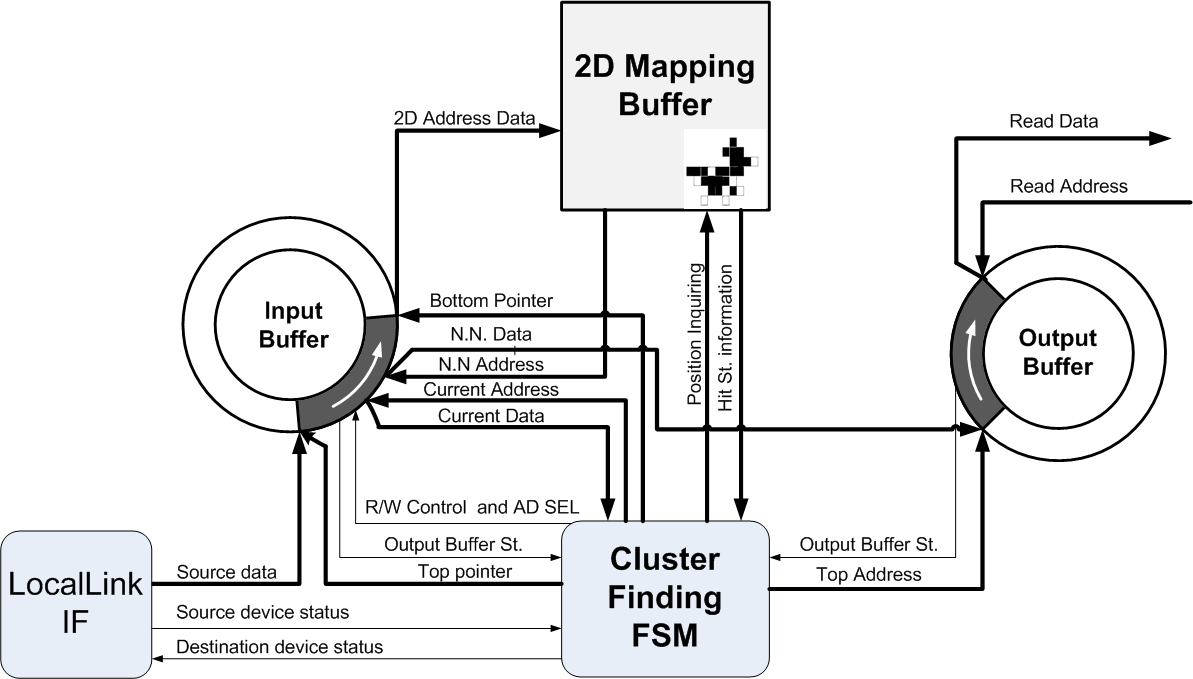 2D Mapping
Buffer
2D Address Data
Read Data
Read Address
Input
Buffer
Bottom Pointer
N.N. Data
N.N Address
Current Address
Current Data
Position Inquiring
Hit St. information
Output
Buffer
R/W Control and AD SEL
Output Buffer St.
Top pointer
Output Buffer St.
Top Address
LocalLink
IF
Source data
Source device status
Destination device status
Cluster
Finding
FSM